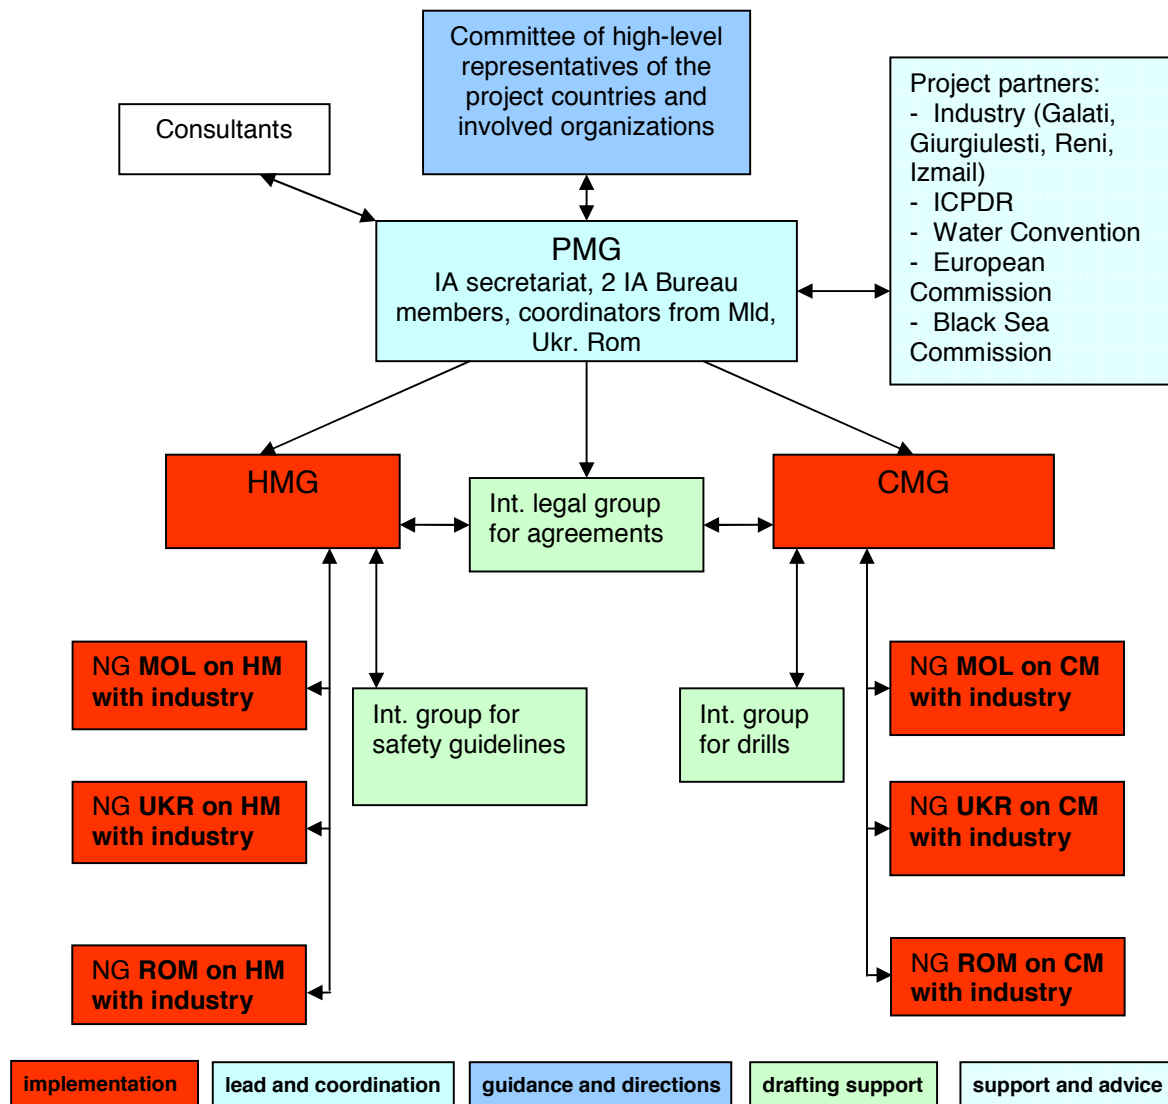 Committee of high-level
representatives of the
project countries and
involved organizations
Consultants
Project partners:
- Industry (Galati,
Giurgiulesti, Reni,
Izmail)
- ICPDR
- Water Convention
- European
Commission
- Black Sea
Commission
PMG
IA secretariat, 2 IA Bureau
members, coordinators from Mld,
Ukr. Rom
HMG
Int. legal group
for agreements
CMG
NG MOL on HM
with industry
Int. group for
safety guidelines
Int. group
for drills
NG MOL on CM
with industry
NG UKR on HM
with industry
NG UKR on CM
with industry
NG ROM on HM
with industry
NG ROM on CM
with industry
implementation
lead and coordination
guidance and directions
drafting support
support and advice